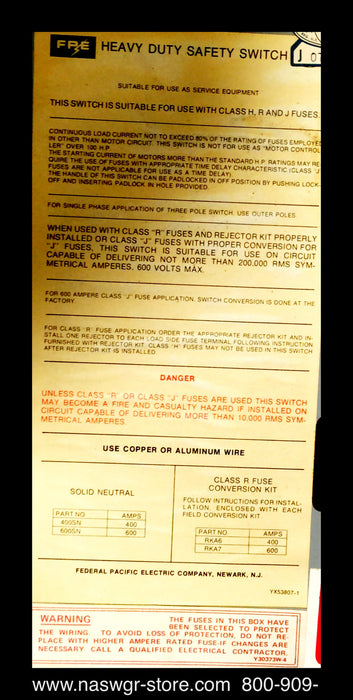 FPE HEAVY DUTY SAFETY SWITCH
SUITABLE FOR USE AS SERVICE EQUIPMENT
THIS SWITCH IS SUITABLE FOR USE WITH CLASS H, R AND J FUSES.
CONTINUOUS LOAD CURRENT NOT TO EXCEED 80% OF THE RATING OF FUSES EMPLOYE
IN OTHER THAN MOTOR CIRCUIT. THIS SWITCH IS NOT FOR USE AS "MOTOR CONTROL
LER" OVER 100 H.P.
THE STARTING CURRENT OF MOTORS MORE THAN THE STANDARD H.P. RATINGS MAY RE
QUIRE THE USE OF FUSES WITH APPROPRIATE TIME DELAY CHARACTERISTIC (CLASS "J"
FUSES ARE NOT APPLICABLE FOR USE AS A TIME DELAY).
THE HANDLE OF THIS SWITCH CAN BE PADLOCKED IN OFF POSITION BY PUSHING LOCK-
OFF AND INSERTING PADLOCK IN HOLE PROVIDED.
FOR SINGLE PHASE APPLICATION OF THREE POLE SWITCH, USE OUTER POLES.
WHEN USED WITH CLASS "R" FUSES AND REJECTOR KIT PROPERLY
INSTALLED OR CLASS "J" FUSES WITH PROPER CONVERSION FOR
"J" FUSES, THIS SWITCH IS SUITABLE FOR USE ON CIRCUIT
CAPABLE OF DELIVERING NOT MORE THAN 200,000 RMS SYM-
METRICAL AMPERES. 600 VOLTS MAX.
FOR 600 AMPERE CLASS "J" FUSE APPLICATION, SWITCH CONVERSION IS DONE AT THE
FACTORY
FOR CLASS "R" FUSE APPLICATION ORDER THE APPROPRIATE REJECTOR KIT AND IN-
STALL ONE REJECTOR TO EACH LOAD SIDE FUSE TERMINAL FOLLOWING INSTRUCTION
FURNISHED WITH REJECTOR KIT. CLASS "H" FUSES MAY NOT BE USED IN THIS SWITCH
AFTER REJECTOR KIT IS INSTALLED.
DANGER
UNLESS CLASS "R" OR CLASS "J" FUSES ARE USED THIS SWITCH
MAY BECOME A FIRE AND CASUALTY HAZARD IF INSTALLED ON
CIRCUIT CAPABLE OF DELIVERING MORE THAN 10,000 RMS SYM-
METRICAL AMPERES.
USE COPPER OR ALUMINUM WIRE
SOLID NEUTRAL
PART NO AMPS
400SN 400
600SN 600
CLASS R FUSE
CONVERSION KIT
FOLLOW INSTRUCTIONS FOR INSTAL-
LATION, ENCLOSED WITH EACH
FIELD CONVERSION KIT
PART NO. AMPS
RKA6 400
RKA7 600
FEDERAL PACIFIC ELECTRIC COMPANY, NEWARK, N.J.
YX53807-1
WARNING THE FUSES IN THIS BOX HAVE
BEEN SELECTED TO PROTECT
THE WIRING. TO AVOID LOSS OF PROTECTION, DO NOT RE-
PLACE WITH HIGHER AMPERE RATED FUSE-IF CHANGES ARE
NECESSARY CALL A QUALIFIED ELECTRICAL CONTRACTOR.
Y30373W-4
www.naswgr-store.com 800-909-